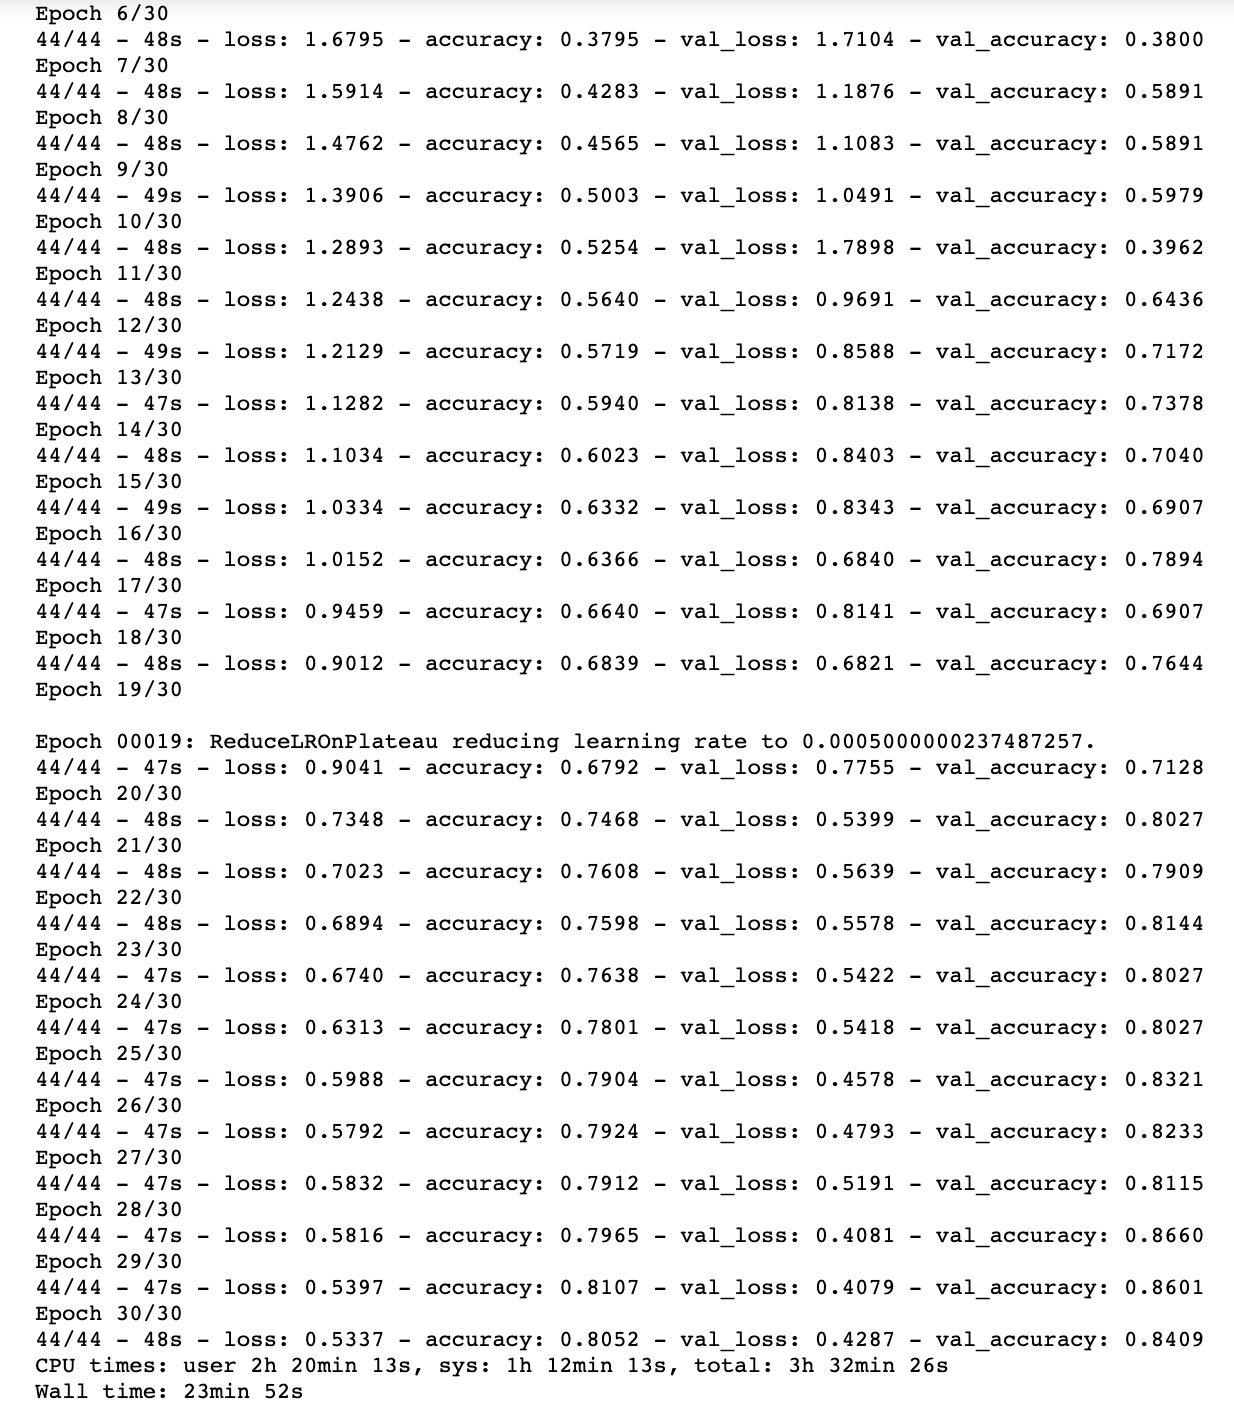 Epoch 6/30
44/44 - 48s - loss: 1.6795 - accuracy: 0.3795 - val_loss: 1.7104 - val_accuracy: 0.3800
Epoch 7/30
44/44 - 48s - loss: 1.5914 - accuracy: 0.4283 - val_loss: 1.1876 - val_accuracy: 0.5891
Epoch 8/30
44/44 - 48s - loss: 1.4762 - accuracy: 0.4565 - val_loss: 1.1083 - val_accuracy: 0.5891
Epoch 9/30
44/44 - 49s - loss: 1.3906 - accuracy: 0.5003 - val_loss: 1.0491 - val_accuracy: 0.5979
Epoch 10/30
44/44 - 48s - loss: 1.2893 - accuracy: 0.5254 - val_loss: 1.7898 - val_accuracy: 0.3962
Epoch 11/30
44/44 - 48s - loss: 1.2438 - accuracy: 0.5640 - val_loss: 0.9691 - val_accuracy: 0.6436
Epoch 12/30
44/44 - 49s - loss: 1.2129 - accuracy: 0.5719 - val_loss: 0.8588 - val_accuracy: 0.7172
Epoch 13/30
44/44 - 47s - loss: 1.1282 - accuracy: 0.5940 - val_loss: 0.8138 - val_accuracy: 0.7378
Epoch 14/30
44/44 - 48s - loss: 1.1034 - accuracy: 0.6023 - val_loss: 0.8403 - val_accuracy: 0.7040
Epoch 15/30
44/44 - 49s - loss: 1.0334 - accuracy: 0.6332 - val_loss: 0.8343 - val_accuracy: 0.6907
Epoch 16/30
44/44 - 48s - loss: 1.0152 - accuracy: 0.6366 - val_loss: 0.6840 - val_accuracy: 0.7894
Epoch 17/30
44/44 - 47s - loss: 0.9459 - accuracy: 0.6640 - val_loss: 0.8141 - val_accuracy: 0.6907
Epoch 18/30
44/44 - 48s - loss: 0.9012 - accuracy: 0.6839 - val_loss: 0.6821 - val_accuracy: 0.7644
Epoch 19/30
Epoch 00019: ReduceLROnPlateau reducing learning rate to 0.0005000000237487257.
44/44 - 47s - loss: 0.9041 - accuracy: 0.6792 - val_loss: 0.7755 - val_accuracy: 0.7128
Epoch 20/30
44/44 - 48s - loss: 0.7348 - accuracy: 0.7468 - val_loss: 0.5399 - val_accuracy: 0.8027
Epoch 21/30
44/44 - 48s - loss: 0.7023 - accuracy: 0.7608 - val_loss: 0.5639 - val_accuracy: 0.7909
Epoch 22/30
44/44 - 48s - loss: 0.6894 - accuracy: 0.7598 - val_loss: 0.5578 - val_accuracy: 0.8144
Epoch 23/30
44/44 - 47s - loss: 0.6740 - accuracy: 0.7638 - val_loss: 0.5422 - val_accuracy: 0.8027
Epoch 24/30
44/44 - 47s - loss: 0.6313 - accuracy: 0.7801 - val_loss: 0.5418 - val_accuracy: 0.8027
Epoch 25/30
44/44 - 47s - loss: 0.5988 - accuracy: 0.7904 - val_loss: 0.4578 - val_accuracy: 0.8321
Epoch 26/30
44/44 - 47s - loss: 0.5792 - accuracy: 0.7924 - val_loss: 0.4793 - val_accuracy: 0.8233
Epoch 27/30
44/44 - 47s - loss: 0.5832 - accuracy: 0.7912 - val_loss: 0.5191 - val_accuracy: 0.8115
Epoch 28/30
44/44 - 47s - loss: 0.5816 - accuracy: 0.7965 - val_loss: 0.4081 - val_accuracy: 0.8660
Epoch 29/30
44/44 - 47s - loss: 0.5397 - accuracy: 0.8107 - val_loss: 0.4079 - val_accuracy: 0.8601
Epoch 30/30
44/44 - 48s - loss: 0.5337 - accuracy: 0.8052 - val_loss: 0.4287 - val_accuracy: 0.8409
CPU times: user 2h 20min 13s, sys: 1h 12min 13s, total: 3h 32min 26s
Wall time: 23min 52s